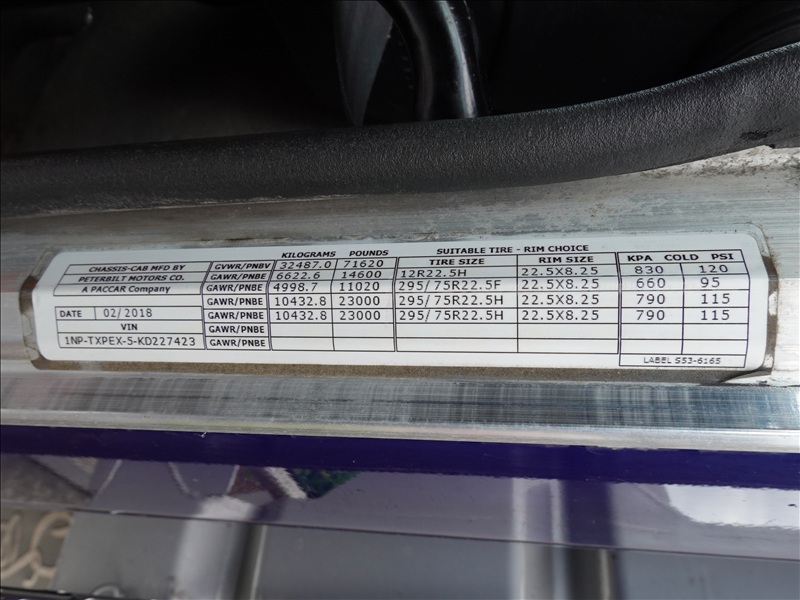 KILOGRAMS POUNDS SUITABLE TIRE - RIM CHOICE
CHASSIS-CAB MFD BY GVWR/PNBV 32487.0 71620 TIRE SIZE RIM SIZE KPA COLD PSI
PETERBILT MOTORS CO. GAWR/PNBE 6622.6 14600 12R22.5H 22.5X8.25 830 120
A PACCAR Company GAWR/PNBE 4998.7 11020 295/75R22.5F 22.5X8.25 660 95
GAWR/PNBE 10432.8 23000 295/75R22.5H 22.5X8.25 790 115
DATE 02/2018 GAWR/PNBE 10432.8 23000 295/75R22.5H 22.5X8.25 790 115
VIN GAWR/PNBE
1NP-TXPEX-5-KD227423 GAWR/PNBE
LABEL S53-6165